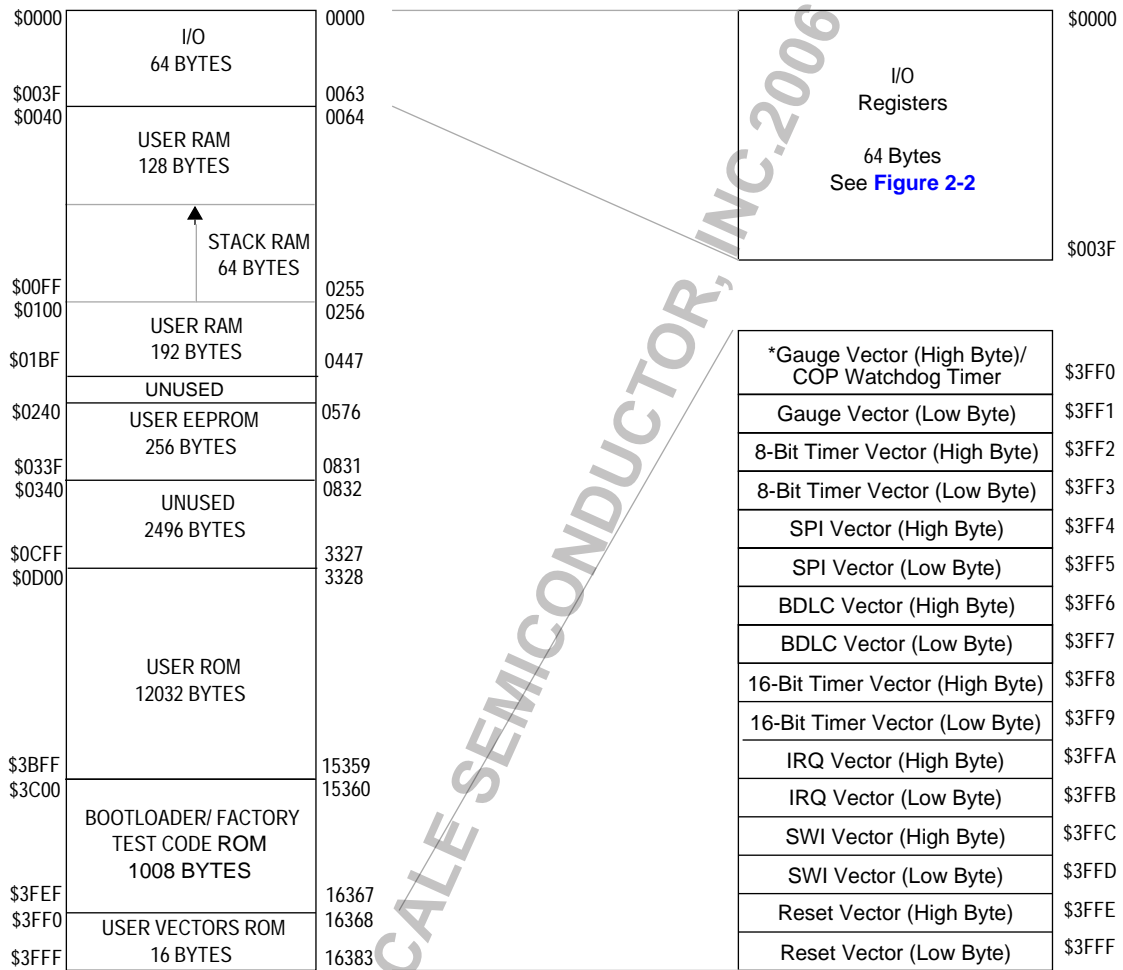 $0000 0000
I/O
64 BYTES
$003F 0063
$0040 0064
USER RAM
128 BYTES
STACK RAM
64 BYTES
$00FF 0255
$0100 0256
USER RAM
192 BYTES
$01BF 0447
UNUSED
$0240 0576
USER EEPROM
256 BYTES
$033F 0831
$0340 0832
UNUSED
2496 BYTES
$0CFF 3327
$0D00 3328
USER ROM
12032 BYTES
$3BFF 15359
$3C00 15360
BOOTLOADER/ FACTORY
TEST CODE ROM
1008 BYTES
$3FEF 16367
$3FF0 16368
USER VECTORS ROM
16 BYTES
$3FFF 16383
$0000
I/O
Registers
64 Bytes
See Figure 2-2
$003F
*Gauge Vector (High Byte)/
COP Watchdog Timer $3FF0
Gauge Vector (Low Byte) $3FF1
8-Bit Timer Vector (High Byte) $3FF2
8-Bit Timer Vector (Low Byte) $3FF3
SPI Vector (High Byte) $3FF4
SPI Vector (Low Byte) $3FF5
BDLC Vector (High Byte) $3FF6
BDLC Vector (Low Byte) $3FF7
16-Bit Timer Vector (High Byte) $3FF8
16-Bit Timer Vector (Low Byte) $3FF9
IRQ Vector (High Byte) $3FFA
IRQ Vector (Low Byte) $3FFB
SWI Vector (High Byte) $3FFC
SWI Vector (Low Byte) $3FFD
Reset Vector (High Byte) $3FFE
Reset Vector (Low Byte) $3FFF
CALE SEMICONDUCTOR, INC.2006